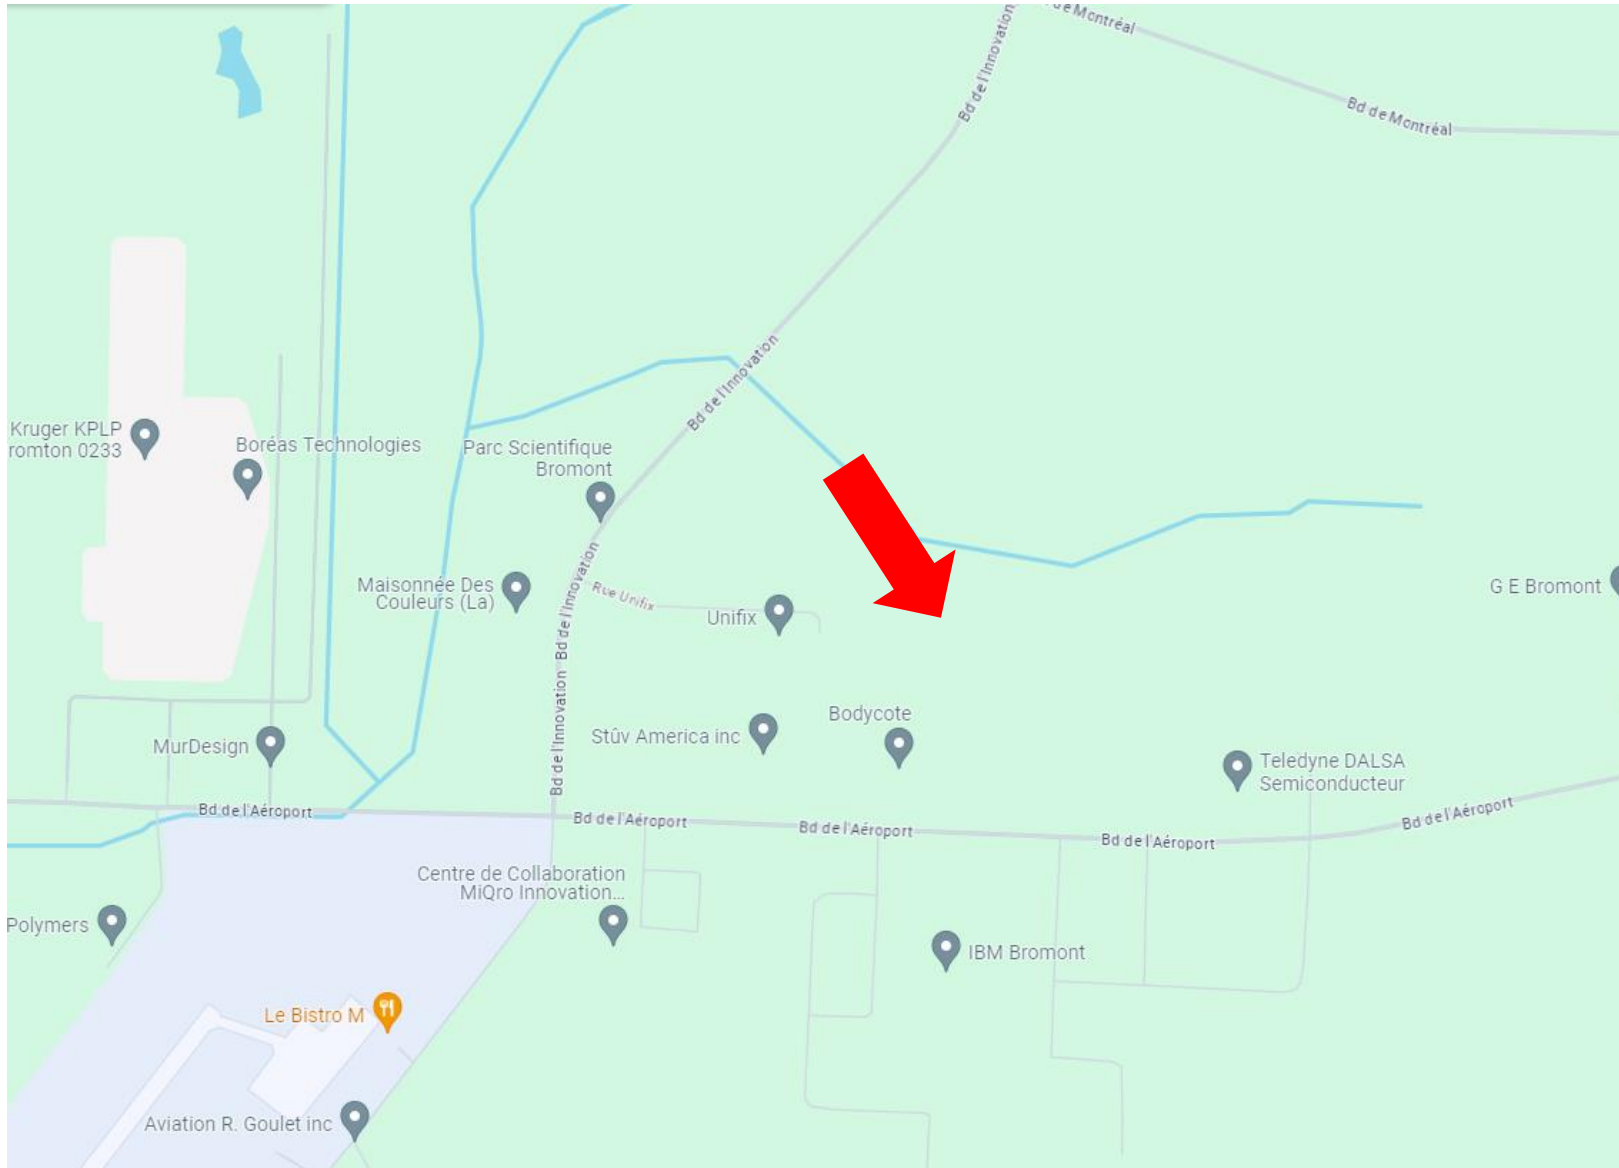 de Montréal
Bd de l'Innovation
Bd de Montréal
Bd de l'Innovation
Kruger KPLP
romton 0233
Boréas Technologies
Parc Scientifique
Bromont
Bd de l'Innovation
Maisonnée Des
Couleurs (La)
Rue Unifix
Unifix
G E Bromont
Bd de l'Innovation
Bd de l'Innovation
Stûv America inc
Bodycote
MurDesign
Teledyne DALSA
Semiconducteur
Bd de l'Aéroport
Bd de l'Aéroport
Bd de l'Aéroport
Bd de l'Aéroport
Bd de l'Aéroport
Centre de Collaboration
MiQro Innovation...
Polymers
IBM Bromont
Le Bistro M
Aviation R. Goulet inc